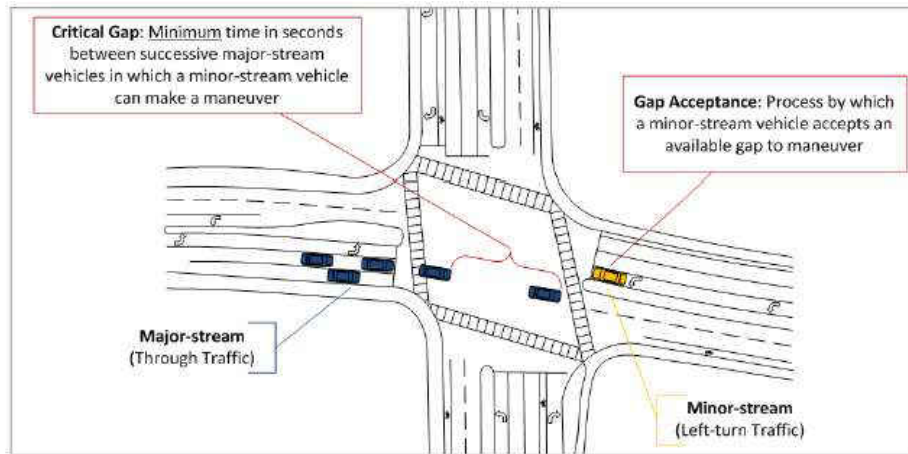 Critical Gap: Minimum time in seconds
between successive major-stream
vehicles in which a minor-stream vehicle
can make a maneuver
Gap Acceptance: Process by which
a minor-stream vehicle accepts an
available gap to maneuver
Major-stream
(Through Traffic)
Minor-stream
(Left-turn Traffic)